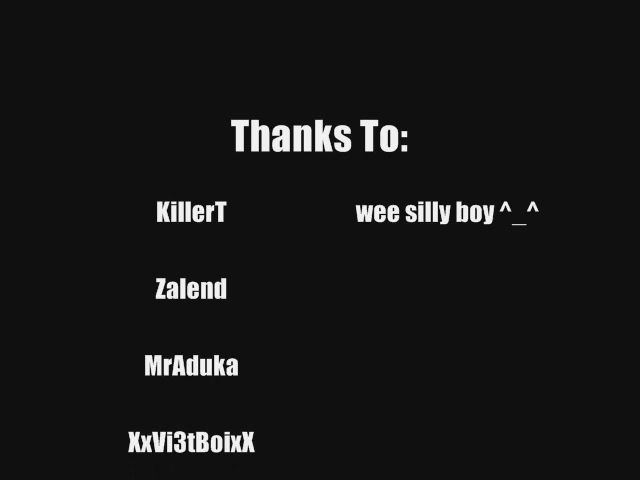 Thanks To:
KillerT
wee silly boy ^_^
Zalend
MrAduka
XxVi3tBoixX